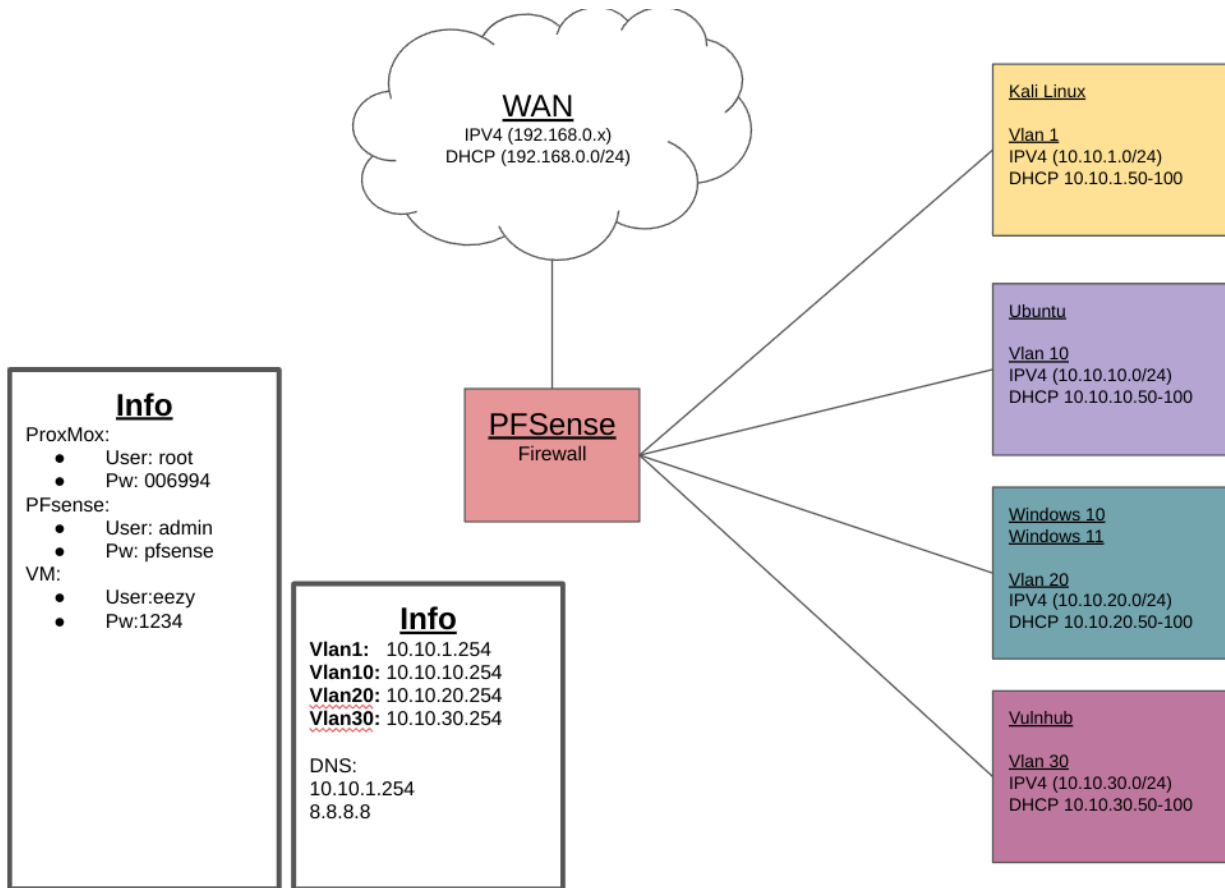 WAN
IPV4 (192.168.0.x)
DHCP (192.168.0.0/24)
PFSense
Firewall
Kali Linux
Vlan 1
IPV4 (10.10.1.0/24)
DHCP 10.10.1.50-100
Ubuntu
Vlan 10
IPV4 (10.10.10.0/24)
DHCP 10.10.10.50-100
Windows 10
Windows 11
Vlan 20
IPV4 (10.10.20.0/24)
DHCP 10.10.20.50-100
Vulnhub
Vlan 30
IPV4 (10.10.30.0/24)
DHCP 10.10.30.50-100
Info
ProxMox:
● User: root
● Pw: 006994
PFsense:
● User: admin
● Pw: pfsense
VM:
● User:eezy
● Pw:1234
Info
Vlan1: 10.10.1.254
Vlan10: 10.10.10.254
Vlan20: 10.10.20.254
Vlan30: 10.10.30.254
DNS:
10.10.1.254
8.8.8.8